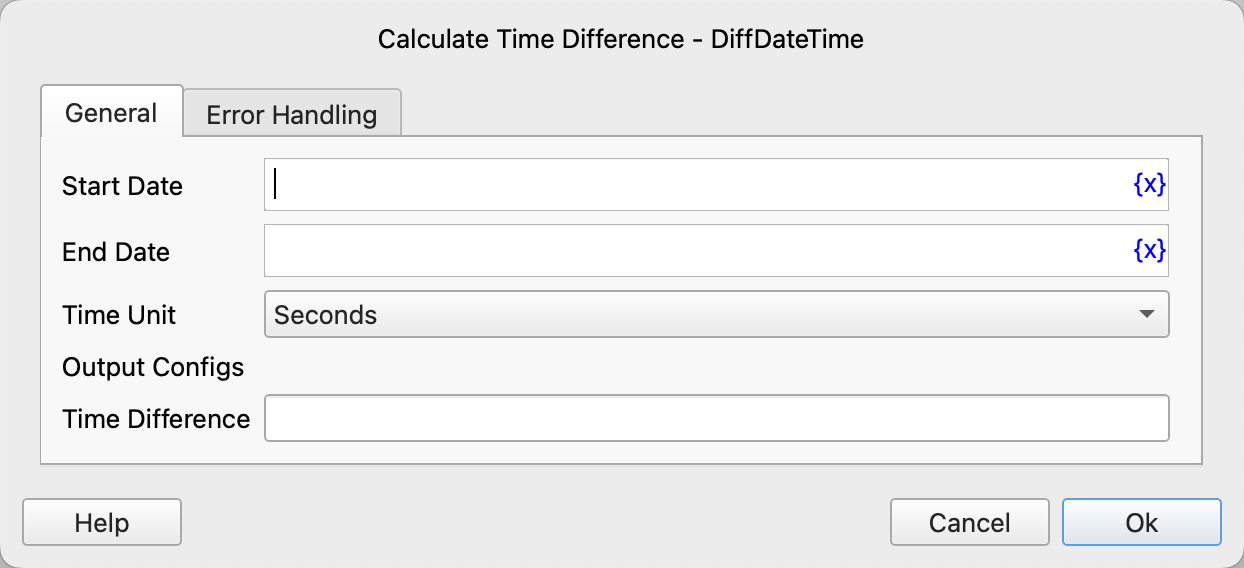 Calculate Time Difference - DiffDateTime
General
Error Handling
Start Date
{x}
End Date
{x}
Time Unit
Seconds
Output Configs
Time Difference
Help
Cancel
Ok